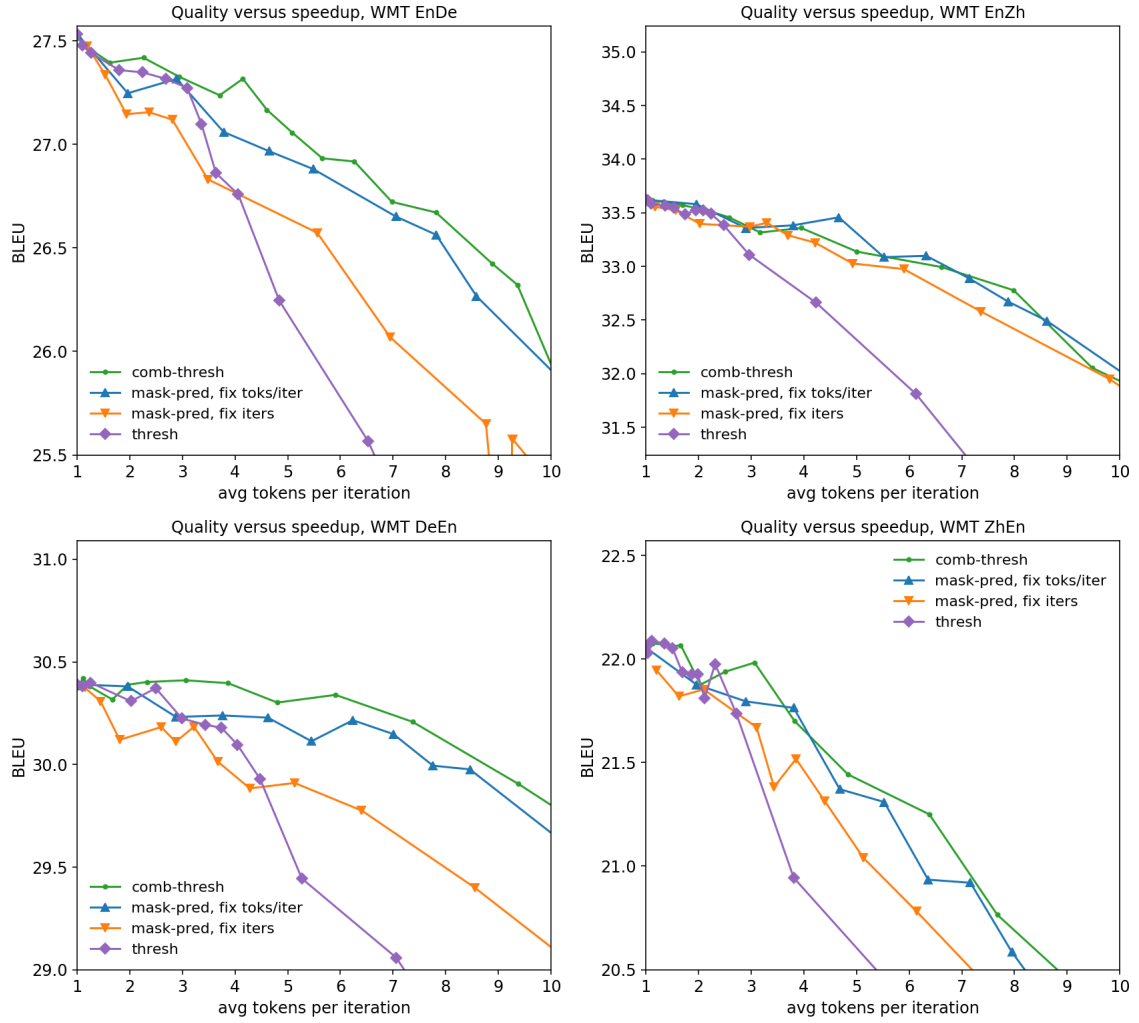 Quality versus speedup, WMT EnDe
27.5
27.0
26.5
26.0
25.5
BLEU
comb-thresh
mask-pred, fix toks/iter
mask-pred, fix iters
thresh
1 2 3 4 5 6 7 8 9 10
avg tokens per iteration
Quality versus speedup, WMT EnZh
35.0
34.5
34.0
33.5
33.0
32.5
32.0
31.5
BLEU
comb-thresh
mask-pred, fix toks/iter
mask-pred, fix iters
thresh
1 2 3 4 5 6 7 8 9 10
avg tokens per iteration
Quality versus speedup, WMT DeEn
31.0
30.5
30.0
29.5
29.0
BLEU
comb-thresh
mask-pred, fix toks/iter
mask-pred, fix iters
thresh
1 2 3 4 5 6 7 8 9 10
avg tokens per iteration
Quality versus speedup, WMT ZhEn
22.5
22.0
21.5
21.0
20.5
BLEU
comb-thresh
mask-pred, fix toks/iter
mask-pred, fix iters
thresh
1 2 3 4 5 6 7 8 9 10
avg tokens per iteration